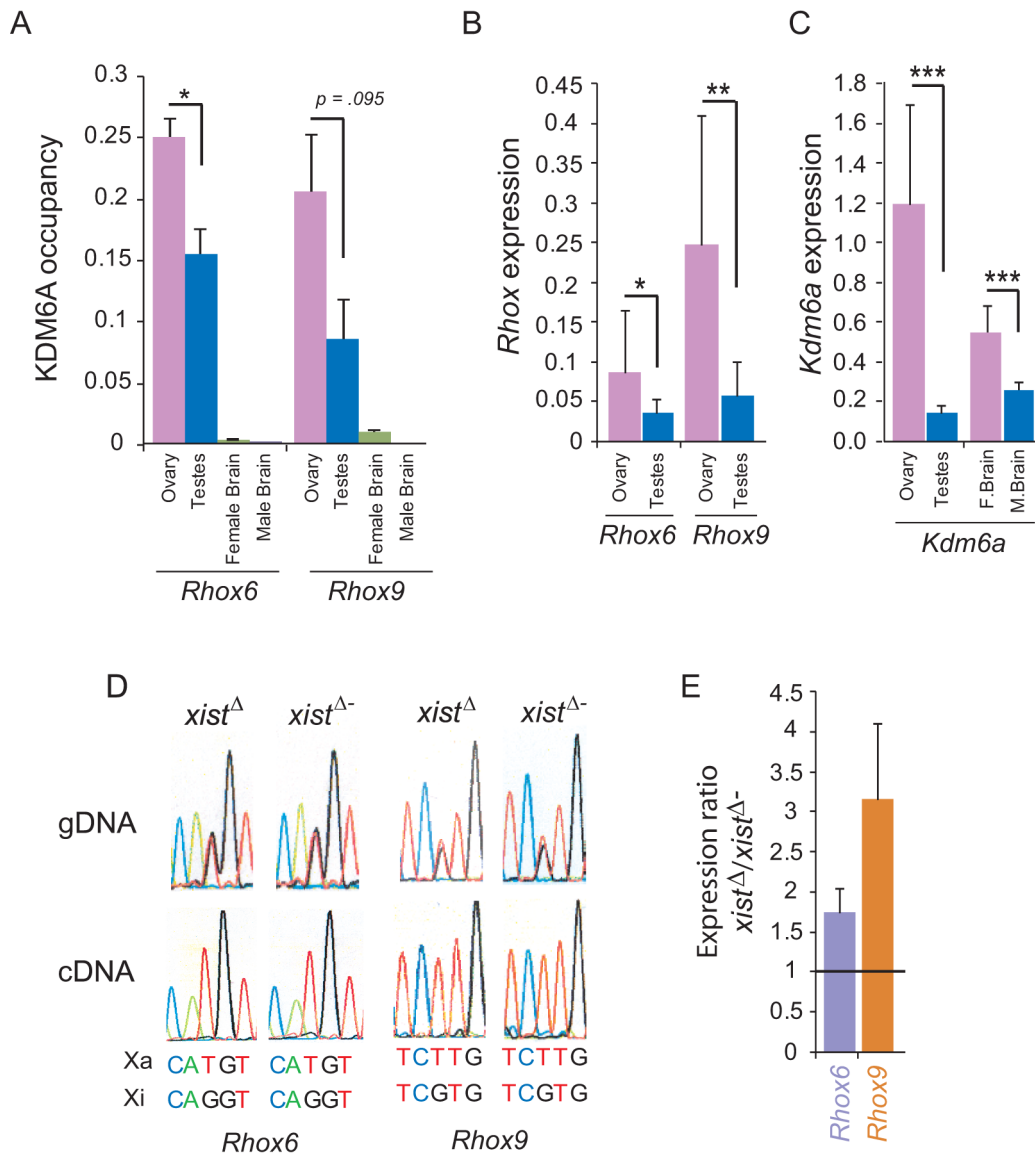 A
KDM6A occupancy
0.3
0.25
0.2
0.15
0.1
0.05
0
*
p = .095
Ovary
Testes
Female Brain
Male Brain
Ovary
Testes
Female Brain
Male Brain
Rhox6
Rhox9
B
Rhox expression
0.45
0.4
0.35
0.3
0.25
0.2
0.15
0.1
0.05
0
*
**
Ovary
Testes
Ovary
Testes
Rhox6
Rhox9
C
Kdm6a expression
1.8
1.6
1.4
1.2
1.0
0.8
0.6
0.4
0.2
0.0
***
***
Ovary
Testes
F.Brain
M.Brain
Kdm6a
D
xistΔ
xistΔ-
xistΔ
xistΔ-
gDNA
cDNA
Xa CATGT CATGT TCTTG TCTTG
Xi CAGGT CAGGT TCGTG TCGTG
Rhox6
Rhox9
E
Expression ratio
xistΔ/xistΔ-
4.5
4
3.5
3
2.5
2
1.5
1
0.5
0
Rhox6
Rhox9